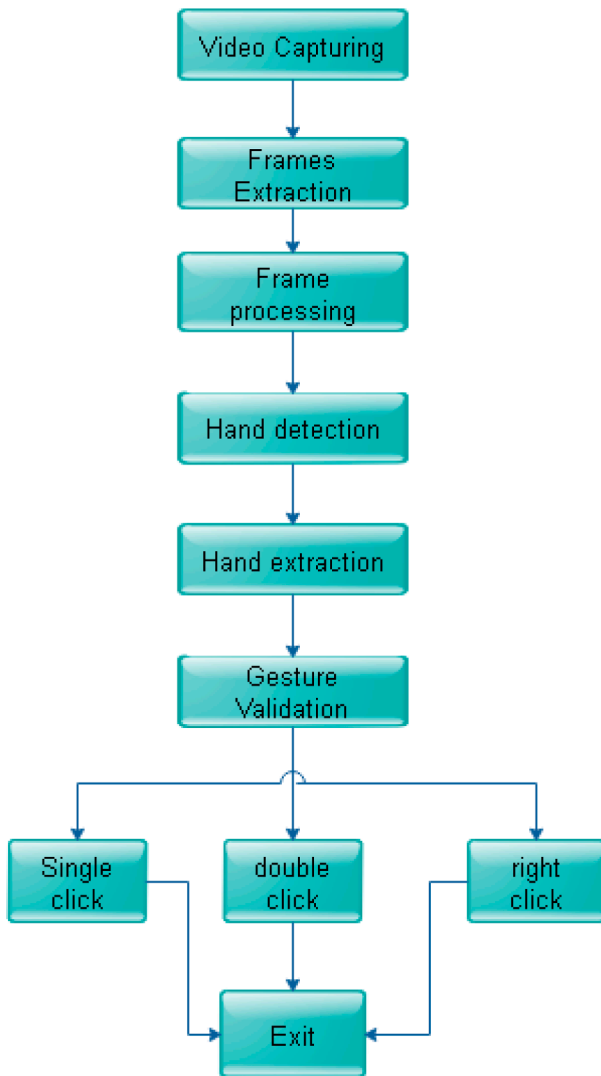 Video Capturing
Frames
Extraction
Frame
processing
Hand detection
Hand extraction
Gesture
Validation
Single
click
double
click
right
click
Exit